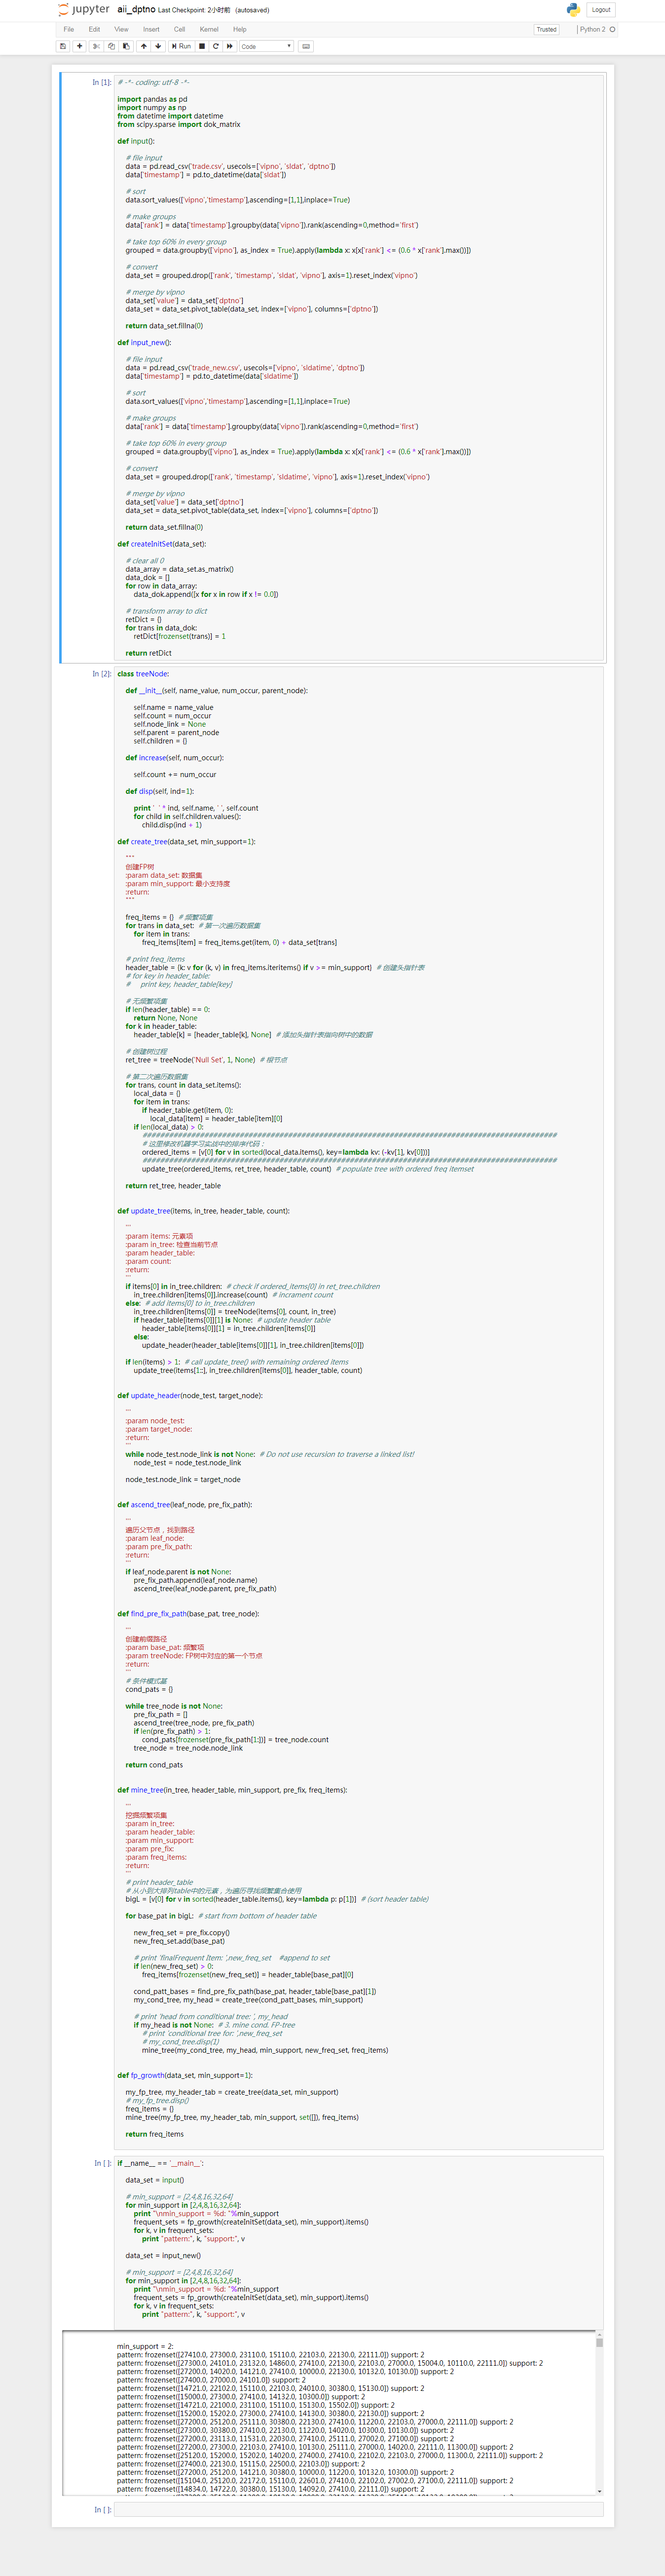 jupyter aii_dptno Last Checkpoint: 2小时前 (autosaved)
Logout
File Edit View Insert Cell Kernel Help
Trusted
Python 2
Run
Code
In [1]:
# -*- coding: utf-8 -*-
import pandas as pd
import numpy as np
from datetime import datetime
from scipy.sparse import dok_matrix
def input():
# file input
data = pd.read_csv('trade.csv', usecols=['vipno', 'sldat', 'dptno'])
data['timestamp'] = pd.to_datetime(data['sldat'])
# sort
data.sort_values(['vipno','timestamp'],ascending=[1,1],inplace=True)
# make groups
data['rank'] = data['timestamp'].groupby(data['vipno']).rank(ascending=0,method='first')
# take top 60% in every group
grouped = data.groupby(['vipno'], as_index = True).apply(lambda x: x[x['rank'] <= (0.6 * x['rank'].max())])
# convert
data_set = grouped.drop(['rank', 'timestamp', 'sldat', 'vipno'], axis=1).reset_index('vipno')
# merge by vipno
data_set['value'] = data_set['dptno']
data_set = data_set.pivot_table(data_set, index=['vipno'], columns=['dptno'])
return data_set.fillna(0)
def input_new():
# file input
data = pd.read_csv('trade_new.csv', usecols=['vipno', 'sldatime', 'dptno'])
data['timestamp'] = pd.to_datetime(data['sldatime'])
# sort
data.sort_values(['vipno','timestamp'],ascending=[1,1],inplace=True)
# make groups
data['rank'] = data['timestamp'].groupby(data['vipno']).rank(ascending=0,method='first')
# take top 60% in every group
grouped = data.groupby(['vipno'], as_index = True).apply(lambda x: x[x['rank'] <= (0.6 * x['rank'].max())])
# convert
data_set = grouped.drop(['rank', 'timestamp', 'sldatime', 'vipno'], axis=1).reset_index('vipno')
# merge by vipno
data_set['value'] = data_set['dptno']
data_set = data_set.pivot_table(data_set, index=['vipno'], columns=['dptno'])
return data_set.fillna(0)
def createInitSet(data_set):
# clear all 0
data_array = data_set.as_matrix()
data_dok = []
for row in data_array:
data_dok.append([x for x in row if x != 0.0])
# transform array to dict
retDict = {}
for trans in data_dok:
retDict[frozenset(trans)] = 1
return retDict
In [2]:
class treeNode:
def __init__(self, name_value, num_occur, parent_node):
self.name = name_value
self.count = num_occur
self.node_link = None
self.parent = parent_node
self.children = {}
def increase(self, num_occur):
self.count += num_occur
def disp(self, ind=1):
print '  ' * ind, self.name, ' ', self.count
for child in self.children.values():
child.disp(ind + 1)
def create_tree(data_set, min_support=1):
"""
创建FP树
:param data_set: 数据集
:param min_support: 最小支持度
:return:
"""
freq_items = {}  # 频繁项集
for trans in data_set:  # 第一次遍历数据集
for item in trans:
freq_items[item] = freq_items.get(item, 0) + data_set[trans]
# print freq_items
header_table = {k: v for (k, v) in freq_items.iteritems() if v >= min_support}  # 创建头指针表
# for key in header_table:
#     print key, header_table[key]
# 无频繁项集
if len(header_table) == 0:
return None, None
for k in header_table:
header_table[k] = [header_table[k], None]  # 添加头指针表指向树中的数据
# 创建树过程
ret_tree = treeNode('Null Set', 1, None)  # 根节点
# 第二次遍历数据集
for trans, count in data_set.items():
local_data = {}
for item in trans:
if header_table.get(item, 0):
local_data[item] = header_table[item][0]
if len(local_data) > 0:
##############################################################################################
# 这里修改机器学习实战中的排序代码：
ordered_items = [v[0] for v in sorted(local_data.items(), key=lambda kv: (-kv[1], kv[0]))]
##############################################################################################
update_tree(ordered_items, ret_tree, header_table, count)  # populate tree with ordered freq itemset
return ret_tree, header_table
def update_tree(items, in_tree, header_table, count):
'''
:param items: 元素项
:param in_tree: 检查当前节点
:param header_table:
:param count:
:return:
'''
if items[0] in in_tree.children:  # check if ordered_items[0] in ret_tree.children
in_tree.children[items[0]].increase(count)  # incrament count
else:  # add items[0] to in_tree.children
in_tree.children[items[0]] = treeNode(items[0], count, in_tree)
if header_table[items[0]][1] is None:  # update header table
header_table[items[0]][1] = in_tree.children[items[0]]
else:
update_header(header_table[items[0]][1], in_tree.children[items[0]])
if len(items) > 1:  # call update_tree() with remaining ordered items
update_tree(items[1::], in_tree.children[items[0]], header_table, count)
def update_header(node_test, target_node):
'''
:param node_test:
:param target_node:
:return:
'''
while node_test.node_link is not None:  # Do not use recursion to traverse a linked list!
node_test = node_test.node_link
node_test.node_link = target_node
def ascend_tree(leaf_node, pre_fix_path):
'''
遍历父节点，找到路径
:param leaf_node:
:param pre_fix_path:
:return:
'''
if leaf_node.parent is not None:
pre_fix_path.append(leaf_node.name)
ascend_tree(leaf_node.parent, pre_fix_path)
def find_pre_fix_path(base_pat, tree_node):
'''
创建前缀路径
:param base_pat: 频繁项
:param treeNode: FP树中对应的第一个节点
:return:
'''
# 条件模式基
cond_pats = {}
while tree_node is not None:
pre_fix_path = []
ascend_tree(tree_node, pre_fix_path)
if len(pre_fix_path) > 1:
cond_pats[frozenset(pre_fix_path[1:])] = tree_node.count
tree_node = tree_node.node_link
return cond_pats
def mine_tree(in_tree, header_table, min_support, pre_fix, freq_items):
'''
挖掘频繁项集
:param in_tree:
:param header_table:
:param min_support:
:param pre_fix:
:param freq_items:
:return:
'''
# print header_table
# 从小到大排列table中的元素，为遍历寻找频繁集合使用
bigL = [v[0] for v in sorted(header_table.items(), key=lambda p: p[1])]  # (sort header table)
for base_pat in bigL:  # start from bottom of header table
new_freq_set = pre_fix.copy()
new_freq_set.add(base_pat)
# print 'finalFrequent Item: ',new_freq_set    #append to set
if len(new_freq_set) > 0:
freq_items[frozenset(new_freq_set)] = header_table[base_pat][0]
cond_patt_bases = find_pre_fix_path(base_pat, header_table[base_pat][1])
my_cond_tree, my_head = create_tree(cond_patt_bases, min_support)
# print 'head from conditional tree: ', my_head
if my_head is not None:  # 3. mine cond. FP-tree
# print 'conditional tree for: ',new_freq_set
# my_cond_tree.disp(1)
mine_tree(my_cond_tree, my_head, min_support, new_freq_set, freq_items)
def fp_growth(data_set, min_support=1):
my_fp_tree, my_header_tab = create_tree(data_set, min_support)
# my_fp_tree.disp()
freq_items = {}
mine_tree(my_fp_tree, my_header_tab, min_support, set([]), freq_items)
return freq_items
In [ ]:
if __name__ == '__main__':
data_set = input()
# min_support = [2,4,8,16,32,64]
for min_support in [2,4,8,16,32,64]:
print "\nmin_support = %d: "%min_support
frequent_sets = fp_growth(createInitSet(data_set), min_support).items()
for k, v in frequent_sets:
print "pattern:", k, "support:", v
data_set = input_new()
# min_support = [2,4,8,16,32,64]
for min_support in [2,4,8,16,32,64]:
print "\nmin_support = %d: "%min_support
frequent_sets = fp_growth(createInitSet(data_set), min_support).items()
for k, v in frequent_sets:
print "pattern:", k, "support:", v
min_support = 2:
pattern: frozenset([27410.0, 27300.0, 23110.0, 15110.0, 22103.0, 22130.0, 22111.0]) support: 2
pattern: frozenset([27300.0, 24101.0, 23132.0, 14860.0, 27410.0, 22130.0, 22103.0, 27000.0, 15004.0, 10110.0, 22111.0]) support: 2
pattern: frozenset([27200.0, 14020.0, 14121.0, 27410.0, 10000.0, 22130.0, 10132.0, 10130.0]) support: 2
pattern: frozenset([27400.0, 27000.0, 24101.0]) support: 2
pattern: frozenset([14721.0, 22102.0, 15110.0, 22103.0, 24010.0, 30380.0, 15130.0]) support: 2
pattern: frozenset([15000.0, 27300.0, 27410.0, 14132.0, 10300.0]) support: 2
pattern: frozenset([14721.0, 22100.0, 23110.0, 15110.0, 15130.0, 15502.0]) support: 2
pattern: frozenset([15200.0, 15202.0, 27300.0, 27410.0, 14130.0, 30380.0, 22130.0]) support: 2
pattern: frozenset([27200.0, 25120.0, 25111.0, 30380.0, 22130.0, 27410.0, 11220.0, 22103.0, 27000.0, 22111.0]) support: 2
pattern: frozenset([27300.0, 30380.0, 27410.0, 22130.0, 11220.0, 14020.0, 10300.0, 10130.0]) support: 2
pattern: frozenset([27200.0, 23113.0, 11531.0, 22030.0, 27410.0, 25111.0, 27002.0, 27100.0]) support: 2
pattern: frozenset([27200.0, 27300.0, 22103.0, 27410.0, 10130.0, 25111.0, 27000.0, 14020.0, 22111.0, 11300.0]) support: 2
pattern: frozenset([25120.0, 15200.0, 15202.0, 14020.0, 27400.0, 27410.0, 22102.0, 22103.0, 27000.0, 11300.0, 22111.0]) support: 2
pattern: frozenset([27400.0, 22130.0, 15115.0, 22500.0, 22103.0]) support: 2
pattern: frozenset([27200.0, 25120.0, 14121.0, 30380.0, 10000.0, 11220.0, 10132.0, 10300.0]) support: 2
pattern: frozenset([15104.0, 25120.0, 22172.0, 15110.0, 22601.0, 27410.0, 22102.0, 27002.0, 27100.0, 22111.0]) support: 2
pattern: frozenset([14834.0, 14722.0, 30380.0, 15130.0, 14092.0, 27410.0, 22111.0]) support: 2
In [ ]: